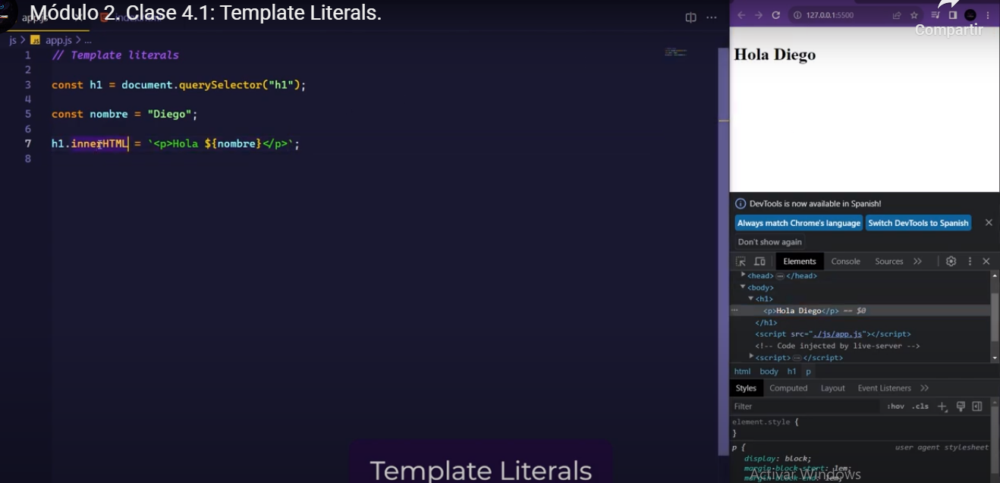 Módulo 2. Clase 4.1: Template Literals.
app.js
js > JS app.js > ...
1 // Template literals
2
3 const h1 = document.querySelector("h1");
4
5 const nombre = "Diego";
6
7 h1.innerHTML = `<p>Hola ${nombre}</p>`;
8
Template Literals
127.0.0.1:5500
Compartir
Hola Diego
DevTools is now available in Spanish!
Always match Chrome's language Switch DevTools to Spanish
Don't show again
Elements Console Sources >>
<head> ... </head>
<body>
<h1>
... <p>Hola Diego</p> == $0
</h1>
<script src="./js/app.js"></script>
<!-- Code injected by live-server -->
<script> ... </script>
html body h1 p
Styles Computed Layout Event Listeners >>
Filter :hov .cls
element.style {
}
p { user agent stylesheet
display: block;
margin-block-start: 1em;
Activar Windows
margin-block-end: 1em;